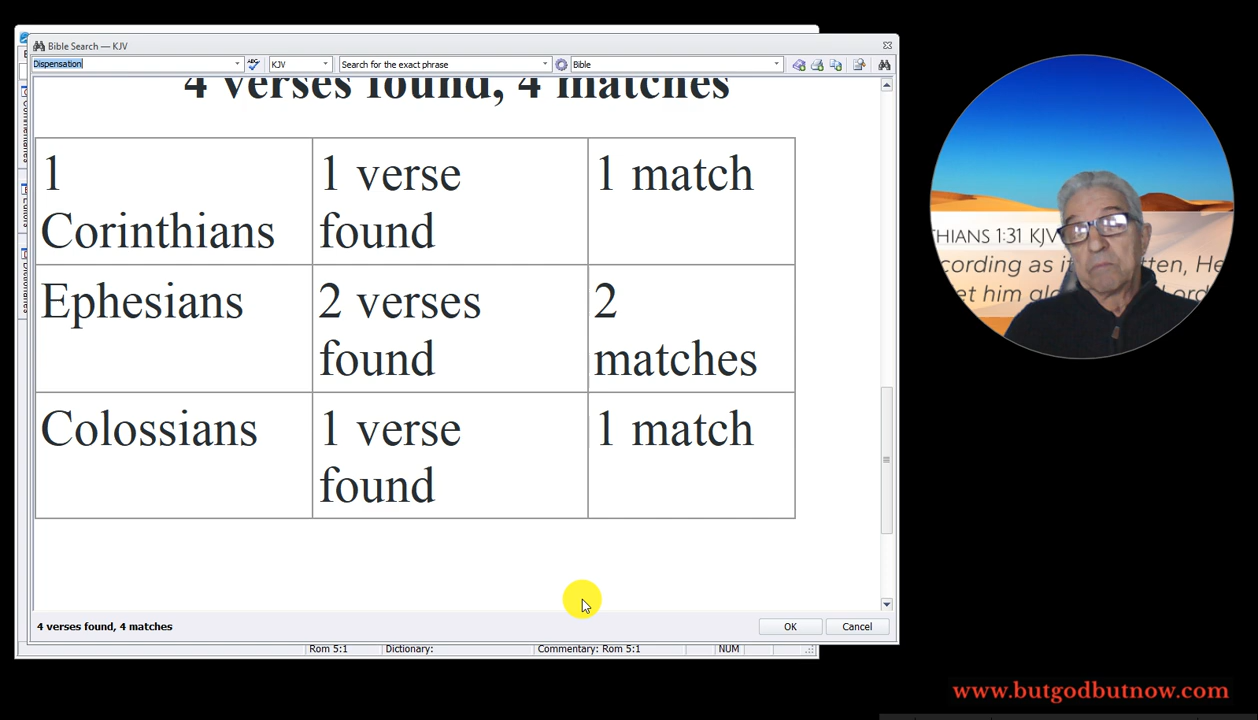 Bible Search — KJV
Dispensation
KJV
Search for the exact phrase
Bible
4 verses found, 4 matches
1 Corinthians
1 verse found
1 match
Ephesians
2 verses found
2 matches
Colossians
1 verse found
1 match
4 verses found, 4 matches
OK
Cancel
Rom 5:1
Dictionary:
Commentary: Rom 5:1
NUM
THIANS 1:31 KJV
cording as it
tten, He
et him glo
Lord
www.butgodbutnow.com